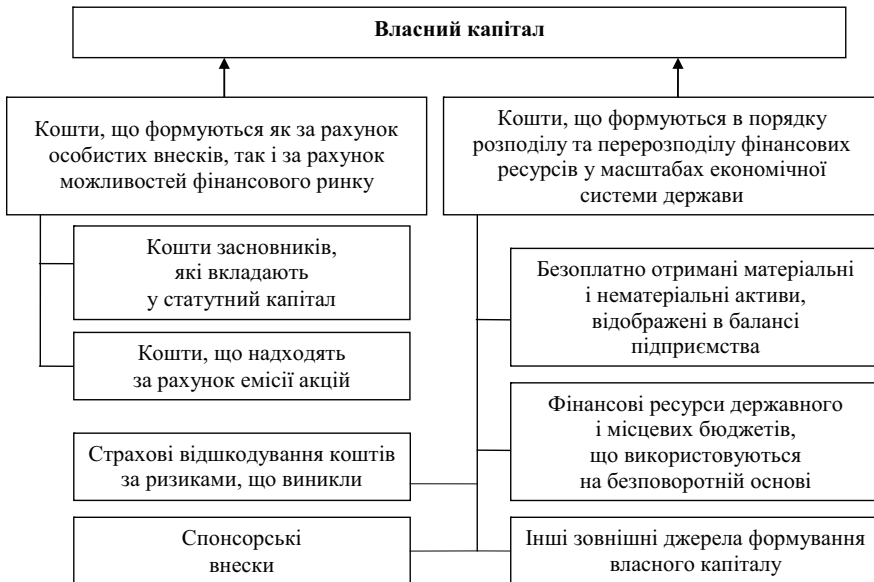 Власний капітал
Кошти, що формуються як за рахунок
особистих внесків, так і за рахунок
можливостей фінансового ринку
Кошти, що формуються в порядку
розподілу та перерозподілу фінансових
ресурсів у масштабах економічної
системи держави
Кошти засновників,
які вкладають
у статутний капітал
Кошти, що надходять
за рахунок емісії акцій
Безоплатно отримані матеріальні
і нематеріальні активи,
відображені в балансі
підприємства
Фінансові ресурси державного
і місцевих бюджетів,
що використовуються
на безповоротній основі
Страхові відшкодування коштів
за ризиками, що виникли
Спонсорські
внески
Інші зовнішні джерела формування
власного капіталу